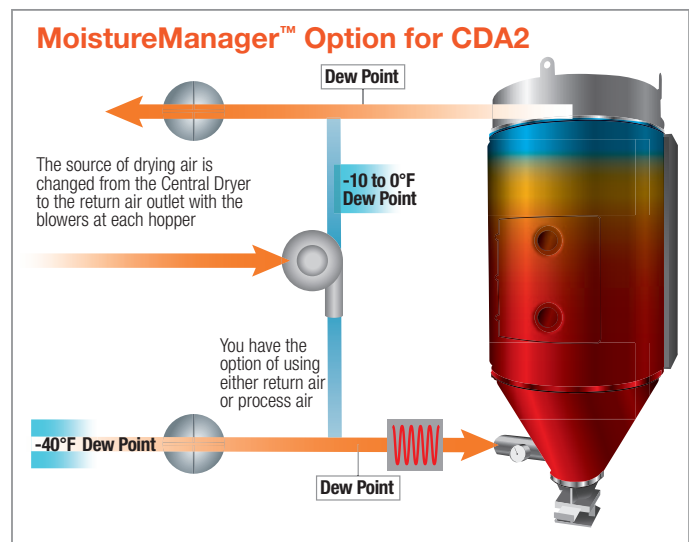 MoistureManager™ Option for CDA2
Dew Point
The source of drying air is
changed from the Central Dryer
to the return air outlet with the
blowers at each hopper
-10 to 0°F
Dew Point
You have the
option of using
either return air
or process air
-40°F Dew Point
Dew Point